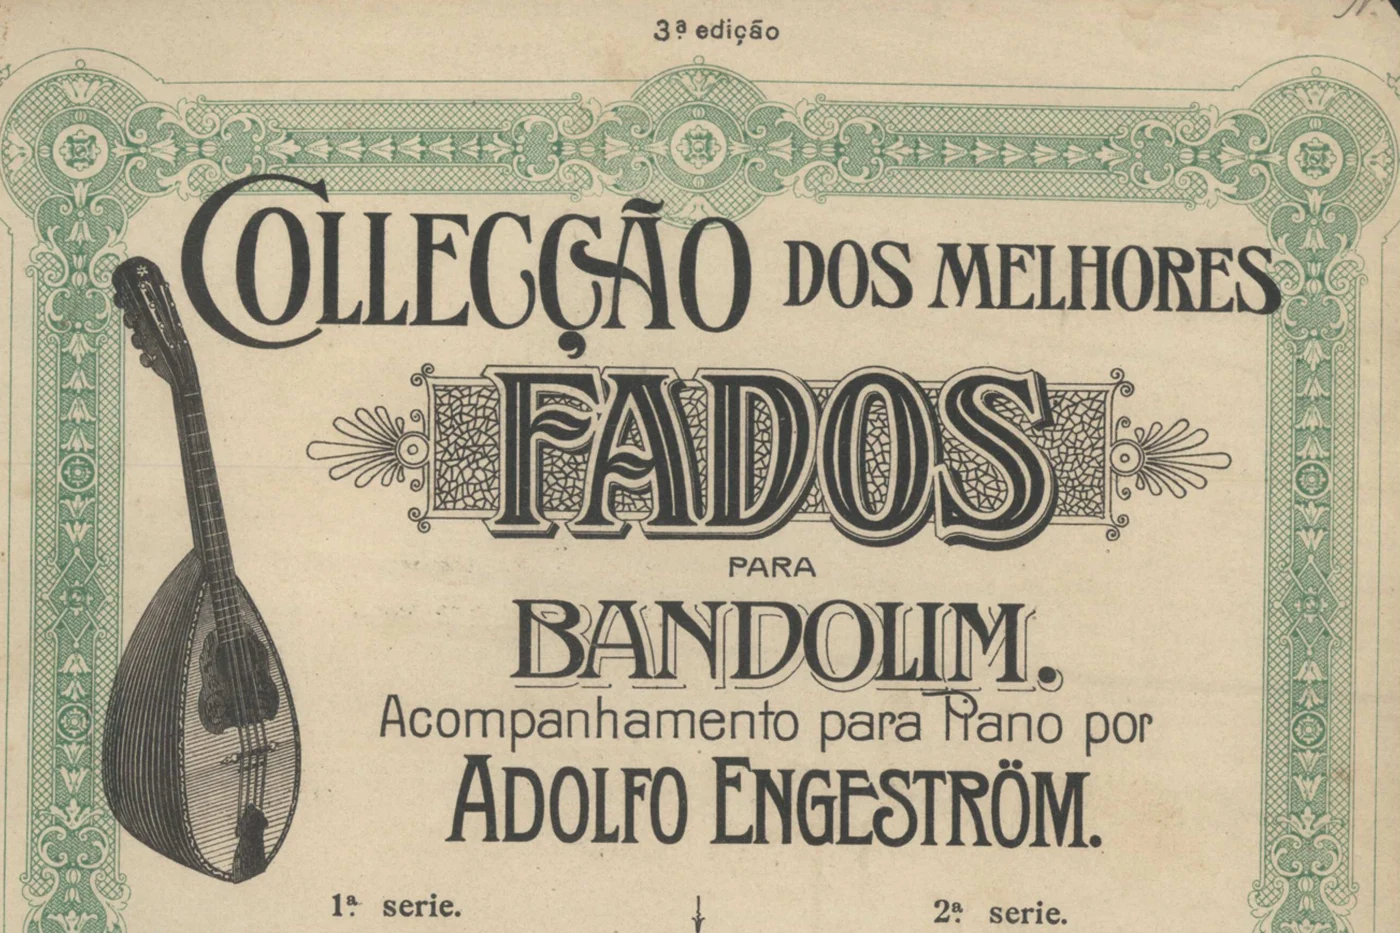 3ª edição
COLLECÇÃO DOS MELHORES
FADOS
PARA
BANDOLIM.
Acompanhamento para Piano por
ADOLFO ENGESTRÖM.
1ª serie. 2ª serie.